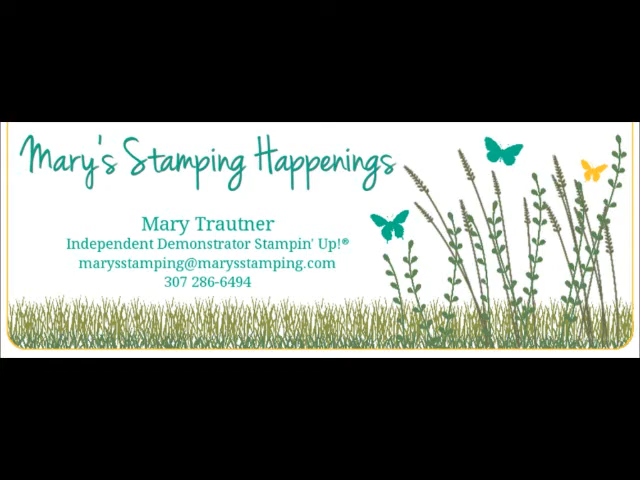 Mary's Stamping Happenings
Mary Trautner
Independent Demonstrator Stampin' Up!®
marysstamping@marysstamping.com
307 286-6494